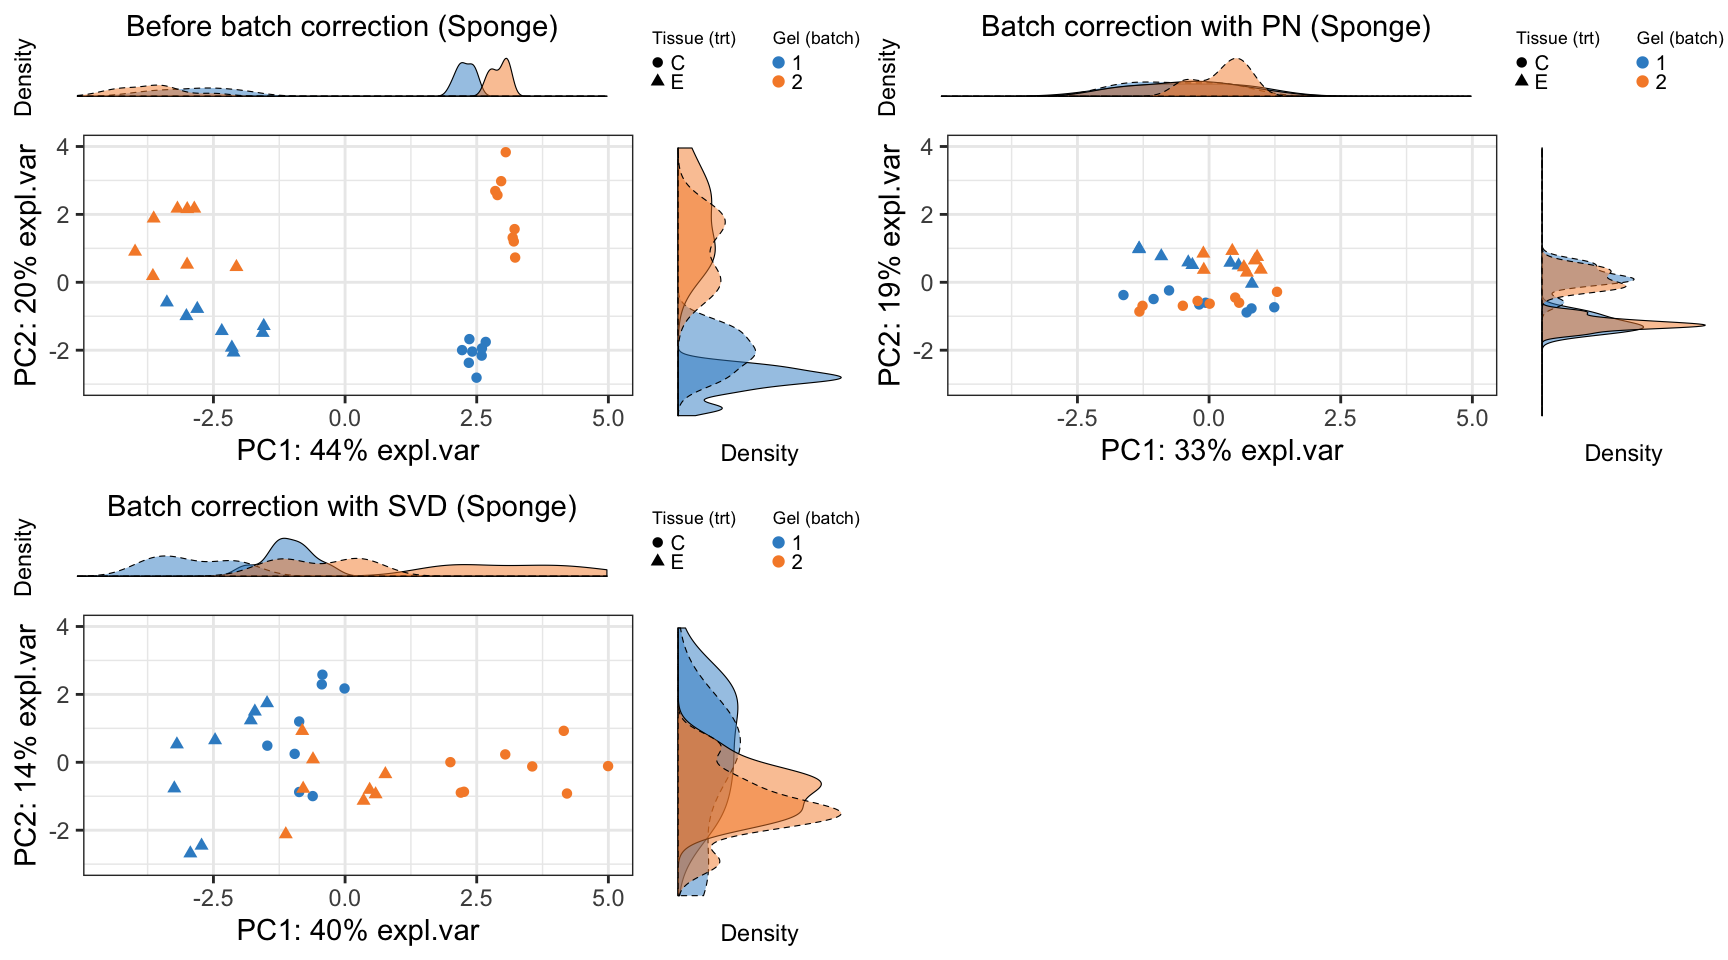 Before batch correction (Sponge)
Density
Tissue (trt)
C
E
Gel (batch)
1
2
PC2: 20% expl.var
4
2
0
-2
-2.5
0.0
2.5
5.0
PC1: 44% expl.var
Density
Batch correction with PN (Sponge)
Density
Tissue (trt)
C
E
Gel (batch)
1
2
PC2: 19% expl.var
4
2
0
-2
-2.5
0.0
2.5
5.0
PC1: 33% expl.var
Density
Batch correction with SVD (Sponge)
Density
Tissue (trt)
C
E
Gel (batch)
1
2
PC2: 14% expl.var
4
2
0
-2
-2.5
0.0
2.5
5.0
PC1: 40% expl.var
Density